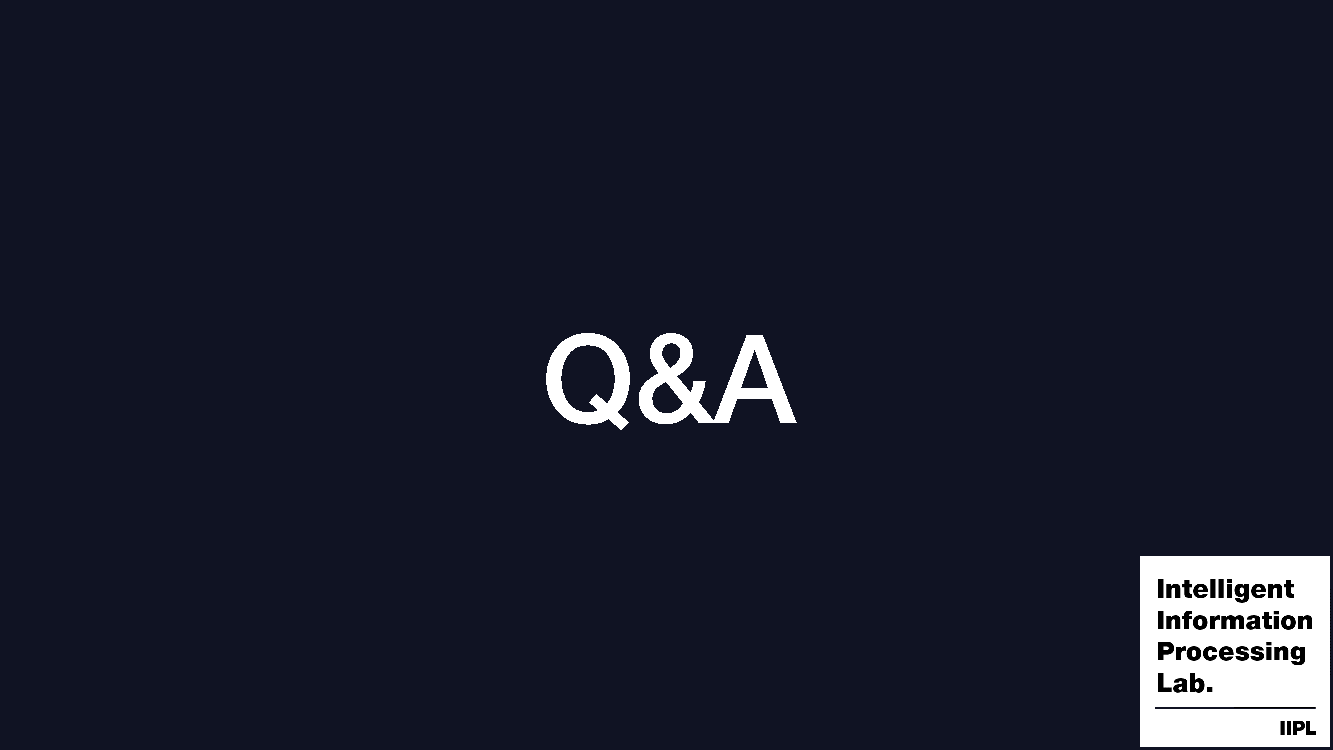 Q&A
Intelligent
Information
Processing
Lab.
IIPL